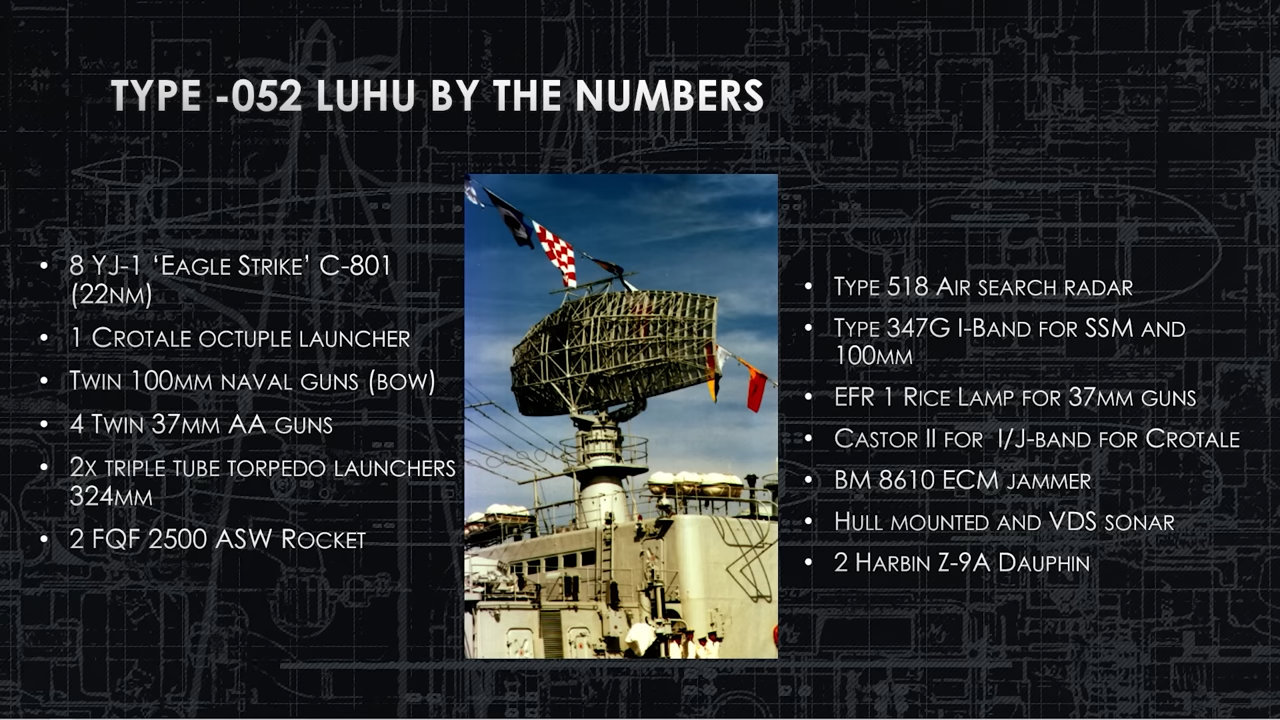 TYPE -052 LUHU BY THE NUMBERS
• 8 YJ-1 ‘EAGLE STRIKE’ C-801
(22NM)
• 1 CROTALE OCTUPLE LAUNCHER
• TWIN 100MM NAVAL GUNS (BOW)
• 4 TWIN 37MM AA GUNS
• 2X TRIPLE TUBE TORPEDO LAUNCHERS
324MM
• 2 FQF 2500 ASW ROCKET
• TYPE 518 AIR SEARCH RADAR
• TYPE 347G I-BAND FOR SSM AND
100MM
• EFR 1 RICE LAMP FOR 37MM GUNS
• CASTOR II FOR I/J-BAND FOR CROTALE
• BM 8610 ECM JAMMER
• HULL MOUNTED AND VDS SONAR
• 2 HARBIN Z-9A DAUPHIN